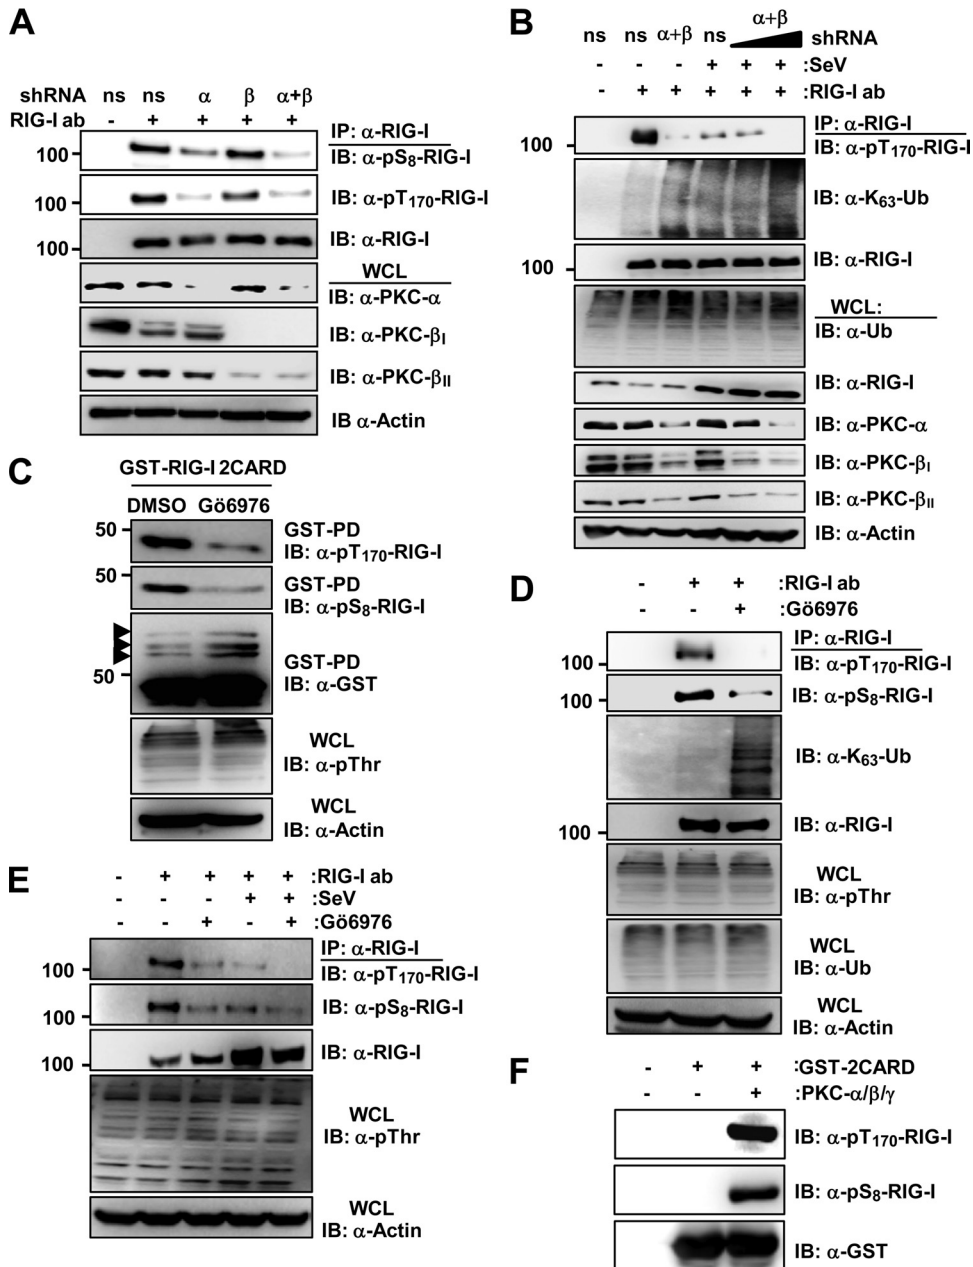 A
shRNA ns ns α β α+β
RIG-I ab - + + + +
IP: α-RIG-I
100 IB: α-pS8-RIG-I
100 IB: α-pT170-RIG-I
100 IB: α-RIG-I
WCL
IB: α-PKC-α
IB: α-PKC-βI
IB: α-PKC-βII
IB α-Actin
B
α+β
ns ns α+β ns shRNA
- - - + + + :SeV
- + + + + + :RIG-I ab
IP: α-RIG-I
100 IB: α-pT170-RIG-I
IB: α-K63-Ub
100 IB: α-RIG-I
WCL:
IB: α-Ub
IB: α-RIG-I
IB: α-PKC-α
IB: α-PKC-βI
IB: α-PKC-βII
IB: α-Actin
C
GST-RIG-I 2CARD
DMSO Gö6976
50 GST-PD
IB: α-pT170-RIG-I
50 GST-PD
IB: α-pS8-RIG-I
GST-PD
50 IB: α-GST
WCL
IB: α-pThr
WCL
IB: α-Actin
D
- + + :RIG-I ab
- - + :Gö6976
IP: α-RIG-I
100 IB: α-pT170-RIG-I
100 IB: α-pS8-RIG-I
IB: α-K63-Ub
100 IB: α-RIG-I
WCL
IB: α-pThr
WCL
IB: α-Ub
WCL
IB: α-Actin
E
- + + + + :RIG-I ab
- - - + + :SeV
- - + - + :Gö6976
IP: α-RIG-I
100 IB: α-pT170-RIG-I
100 IB: α-pS8-RIG-I
100 IB: α-RIG-I
WCL
IB: α-pThr
WCL
IB: α-Actin
F
- + + :GST-2CARD
- - + :PKC-α/β/γ
IB: α-pT170-RIG-I
IB: α-pS8-RIG-I
IB: α-GST